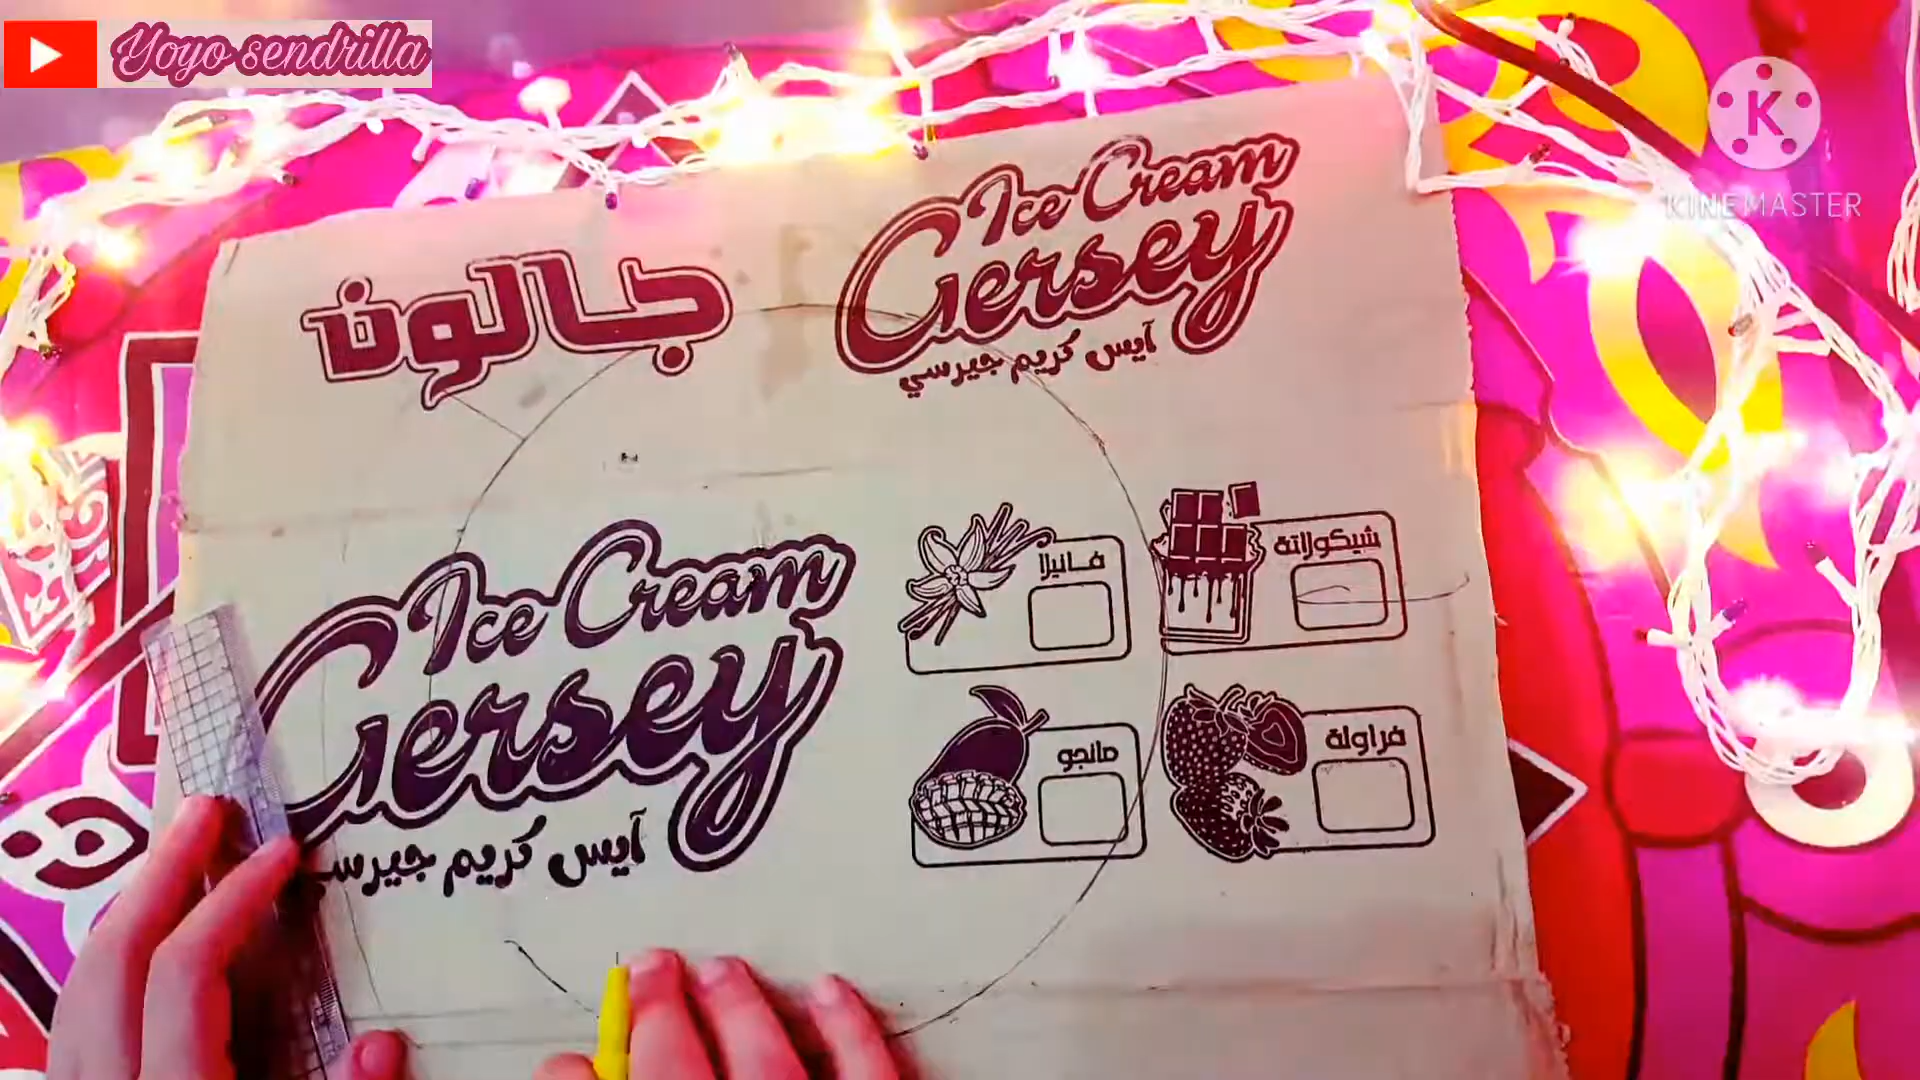 Yoyo sendrilla
K
KINEMASTER
Ice Cream
Gersey
آيس كريم جيرسي
جالون
Ice Cream
Gersey
آيس كريم جيرسي
فانيلا
شيكولاتة
مانجو
فراولة